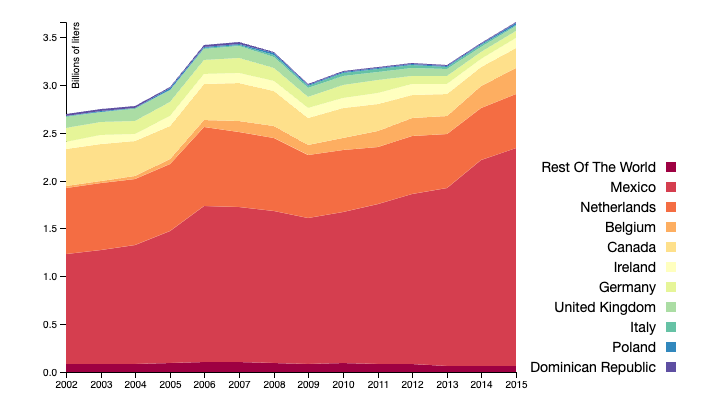 Billions of liters
3.5
3.0
2.5
2.0
1.5
1.0
0.5
0.0
2002 2003 2004 2005 2006 2007 2008 2009 2010 2011 2012 2013 2014 2015
Rest Of The World
Mexico
Netherlands
Belgium
Canada
Ireland
Germany
United Kingdom
Italy
Poland
Dominican Republic